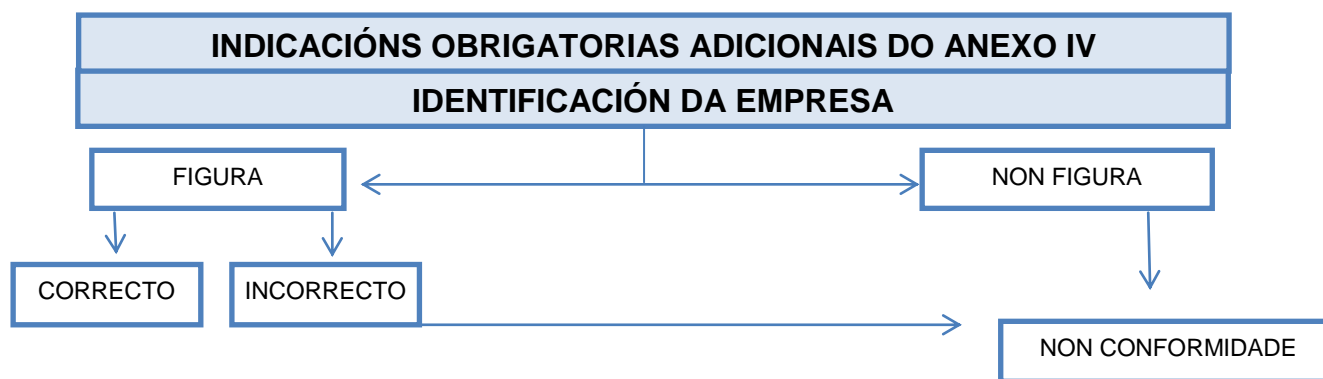 INDICACIÓNS OBRIGATORIAS ADICIONAIS DO ANEXO IV
IDENTIFICACIÓN DA EMPRESA
FIGURA
NON FIGURA
CORRECTO
INCORRECTO
NON CONFORMIDADE